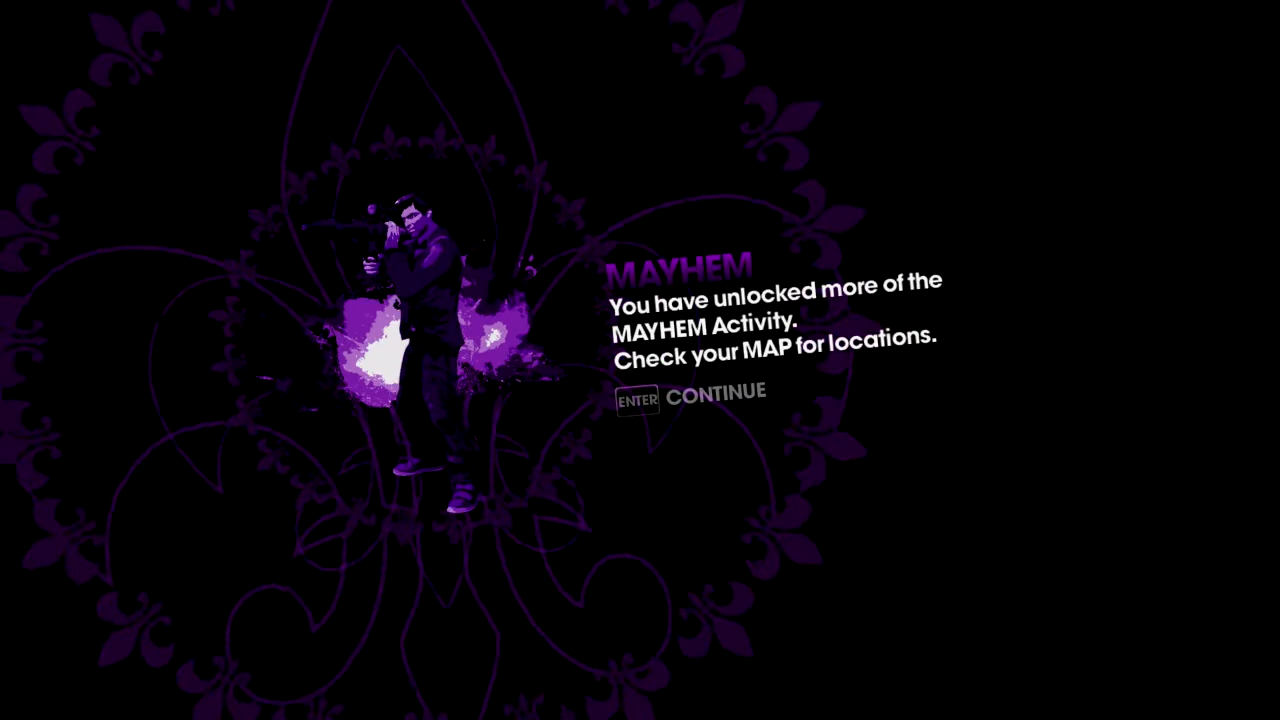 MAYHEM
You have unlocked more of the
MAYHEM Activity.
Check your MAP for locations.
ENTER CONTINUE